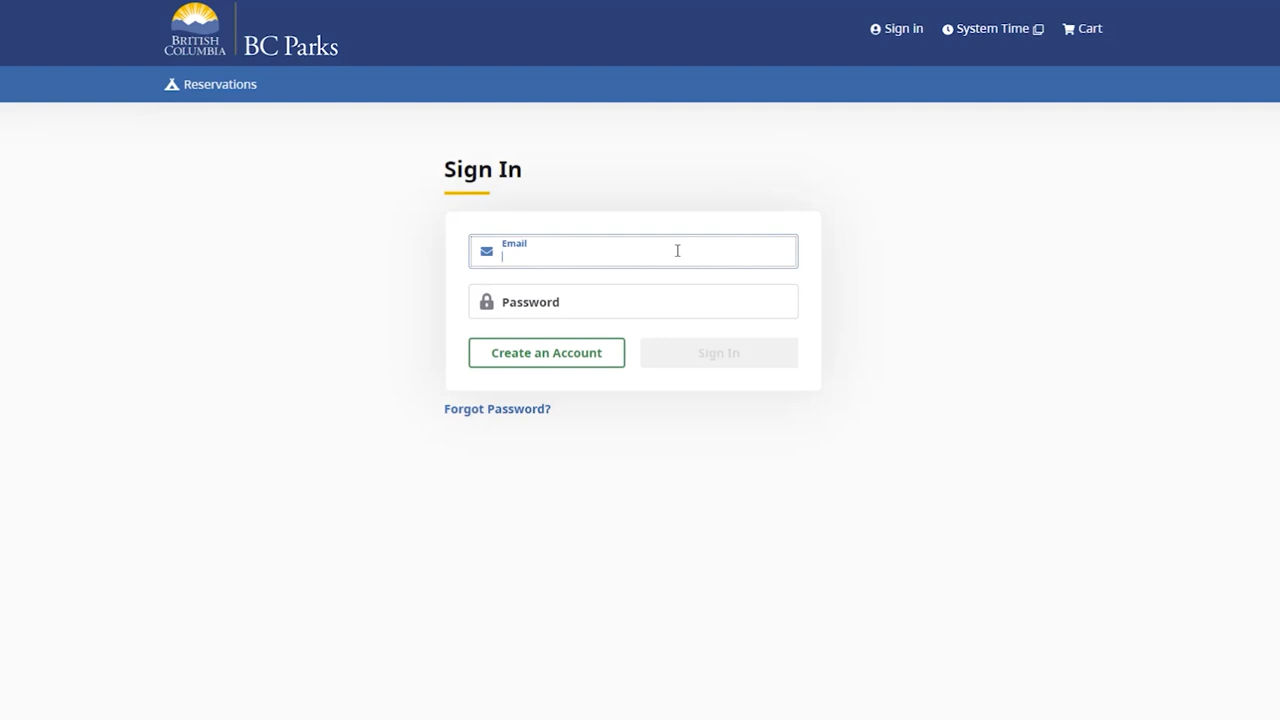 BRITISH
COLUMBIA
BC Parks
Sign in
System Time
Cart
Reservations
Sign In
Email
Password
Create an Account
Sign In
Forgot Password?